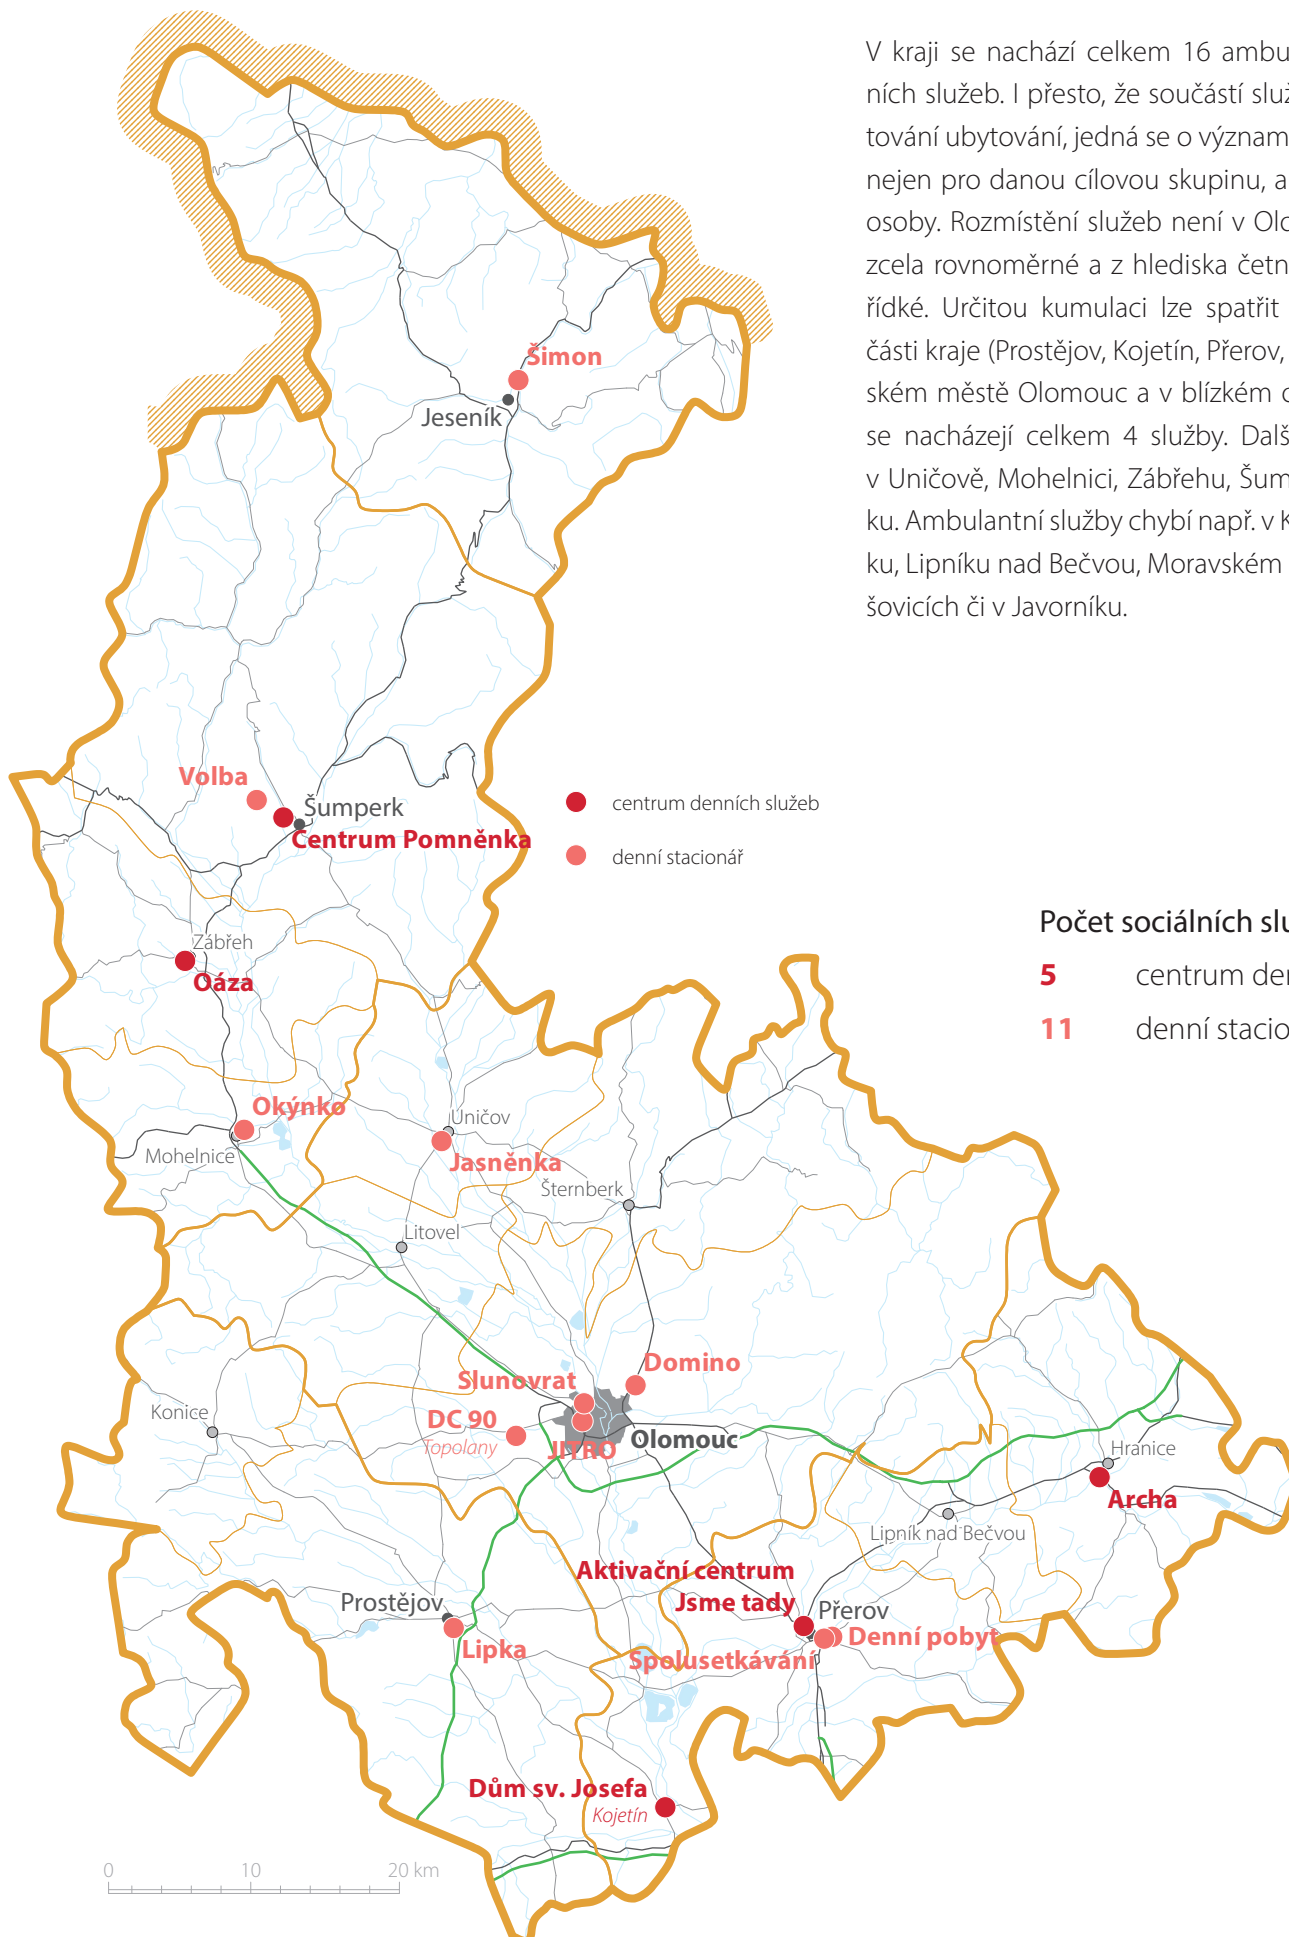 V kraji se nachází celkem 16 ambu
ních služeb. I přesto, že součástí služ
tování ubytování, jedná se o význam
nejen pro danou cílovou skupinu, a
osoby. Rozmístění služeb není v Olo
zcela rovnoměrné a z hlediska četn
řídké. Určitou kumulaci lze spatřit
části kraje (Prostějov, Kojetín, Přerov,
ském městě Olomouc a v blízkém o
se nacházejí celkem 4 služby. Dalš
v Uničově, Mohelnici, Zábřehu, Šum
ku. Ambulantní služby chybí např. v K
ku, Lipníku nad Bečvou, Moravském
šovicích či v Javorníku.
Šimon
Jeseník
Volba
Šumperk
Centrum Pomněnka
centrum denních služeb
denní stacionář
Počet sociálních slu
5 centrum der
11 denní stacio
Zábřeh
Oáza
Okýnko
Mohelnice
Uničov
Jasněnka
Šternberk
Litovel
Domino
Slunovrat
DC 90
Topolany
JITRO
Olomouc
Konice
Hranice
Archa
Lipník nad Bečvou
Aktivační centrum
Jsme tady
Přerov
Denní pobyt
Spolusetkávání
Prostějov
Lipka
Dům sv. Josefa
Kojetín
0 10 20 km